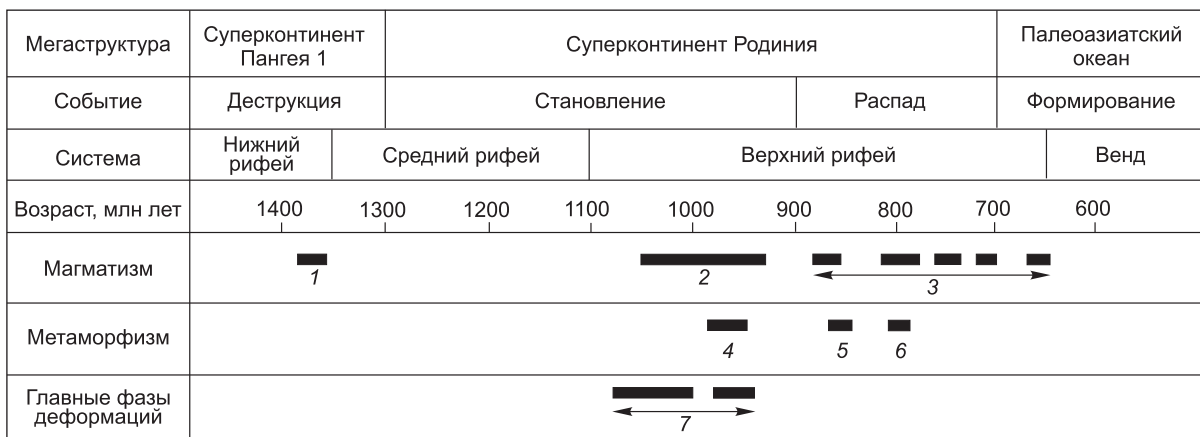 Мегаструктура
Суперконтинент
Пангея 1
Суперконтинент Родиния
Палеоазиатский
океан
Событие
Деструкция
Становление
Распад
Формирование
Система
Нижний
рифей
Средний рифей
Верхний рифей
Венд
Возраст, млн лет
1400
1300
1200
1100
1000
900
800
700
600
Магматизм
1
2
3
Метаморфизм
4
5
6
Главные фазы
деформаций
7